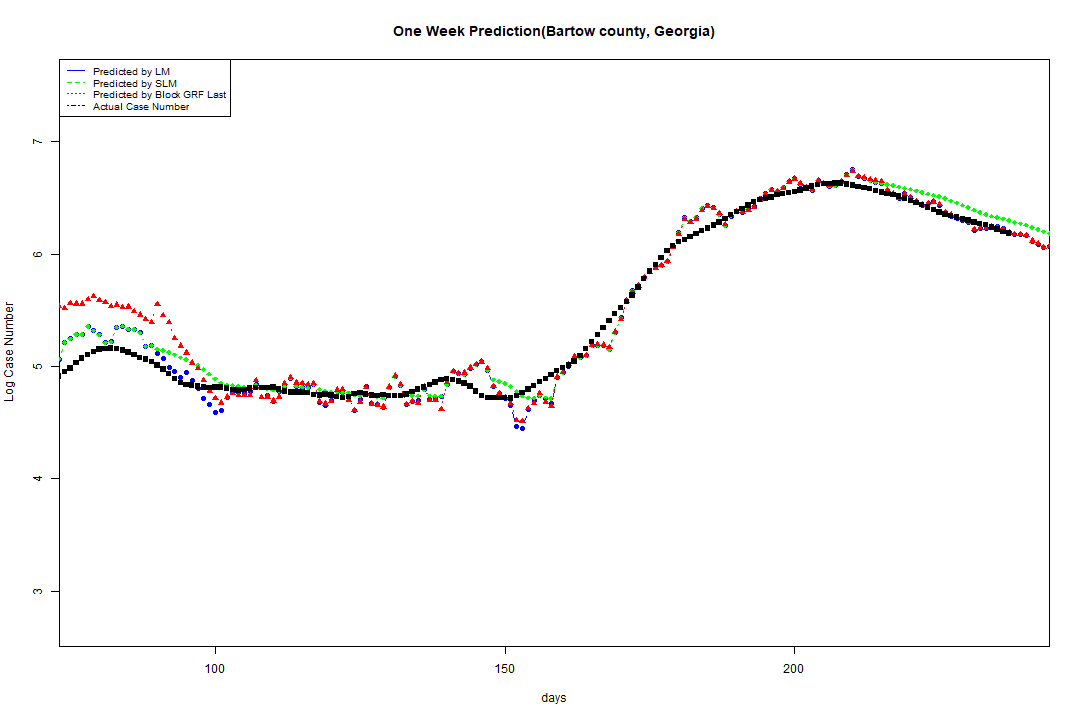 One Week Prediction(Bartow county, Georgia)
Predicted by LM
Predicted by SLM
Predicted by Block GRF Last
Actual Case Number
7
6
5
4
3
Log Case Number
100 150 200
days